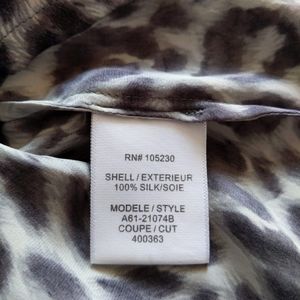 RN# 105230
SHELL / EXTERIEUR
100% SILK/SOIE
MODELE / STYLE
A61-21074B
COUPE / CUT
400363